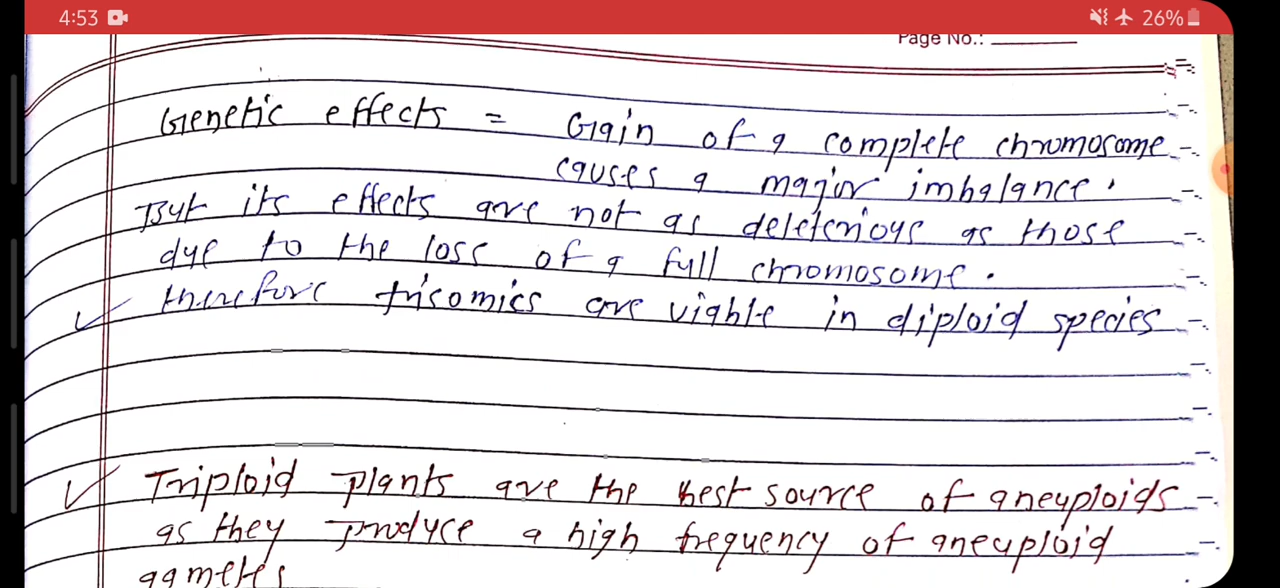 4:53
26%
Page No.:
Genetic effects = Gain of a complete chromosome
causes a major imbalance.
But its effects are not as deleterious as those
due to the loss of a full chromosome.
therefore trisomics are viable in diploid species
Triploid plants are the best source of aneuploids
as they produce a high frequency of aneuploid
gametes